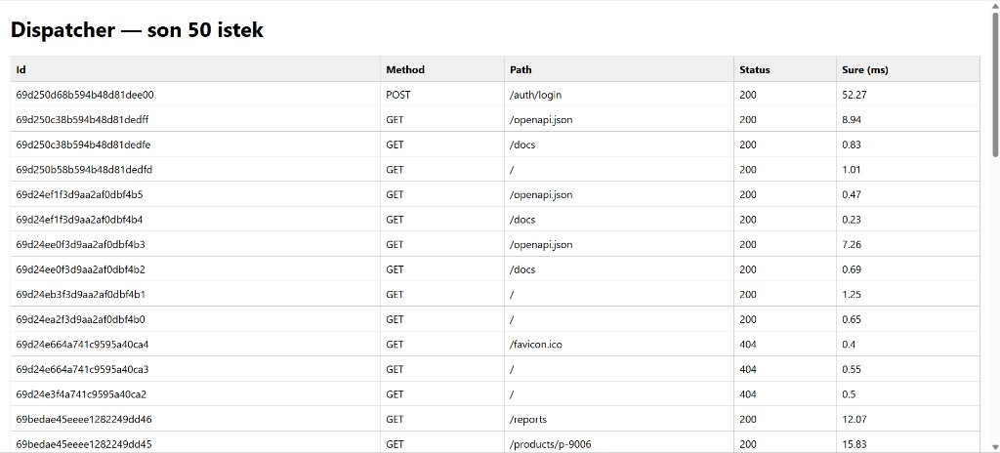 Dispatcher — son 50 istek
Id Method Path Status Sure (ms)
69d250d68b594b48d81dee00 POST /auth/login 200 52.27
69d250c38b594b48d81dedff GET /openapi.json 200 8.94
69d250c38b594b48d81dedfe GET /docs 200 0.83
69d250b58b594b48d81dedfd GET / 200 1.01
69d24ef1f3d9aa2af0dbf4b5 GET /openapi.json 200 0.47
69d24ef1f3d9aa2af0dbf4b4 GET /docs 200 0.23
69d24ee0f3d9aa2af0dbf4b3 GET /openapi.json 200 7.26
69d24ee0f3d9aa2af0dbf4b2 GET /docs 200 0.69
69d24eb3f3d9aa2af0dbf4b1 GET / 200 1.25
69d24ea2f3d9aa2af0dbf4b0 GET / 200 0.65
69d24e664a741c9595a40ca4 GET /favicon.ico 404 0.4
69d24e664a741c9595a40ca3 GET / 404 0.55
69d24e3f4a741c9595a40ca2 GET / 404 0.5
69bedae45eeee1282249dd46 GET /reports 200 12.07
69bedae45eeee1282249dd45 GET /products/p-9006 200 15.83